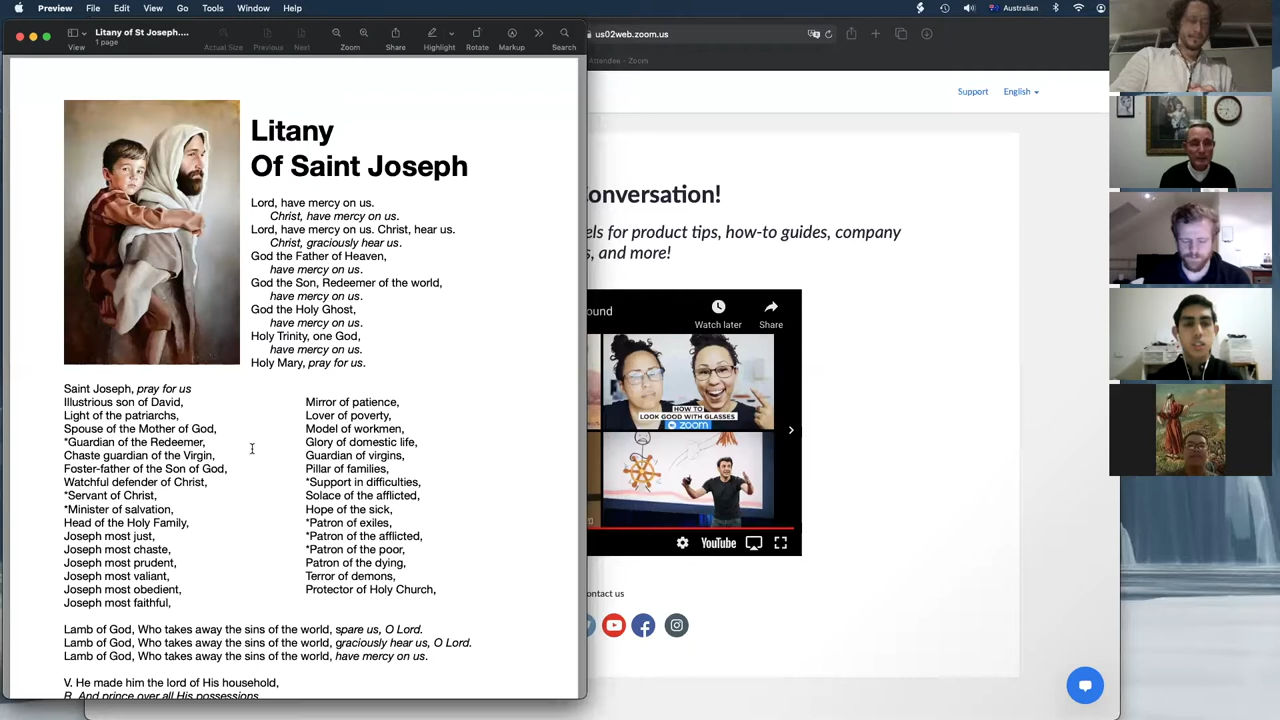 Preview File Edit View Go Tools Window Help
Australian
Litany of St Joseph....
1 page
View
Actual Size
Previous
Next
Zoom
Share
Highlight
Rotate
Markup
Search
us02web.zoom.us
Attendee - Zoom
Support
English
Litany
Of Saint Joseph
Lord, have mercy on us.
Christ, have mercy on us.
Lord, have mercy on us. Christ, hear us.
Christ, graciously hear us.
God the Father of Heaven,
have mercy on us.
God the Son, Redeemer of the world,
have mercy on us.
God the Holy Ghost,
have mercy on us.
Holy Trinity, one God,
have mercy on us.
Holy Mary, pray for us.
Saint Joseph, pray for us
Illustrious son of David,
Light of the patriarchs,
Spouse of the Mother of God,
*Guardian of the Redeemer,
Chaste guardian of the Virgin,
Foster-father of the Son of God,
Watchful defender of Christ,
*Servant of Christ,
*Minister of salvation,
Head of the Holy Family,
Joseph most just,
Joseph most chaste,
Joseph most prudent,
Joseph most valiant,
Joseph most obedient,
Joseph most faithful,
Mirror of patience,
Lover of poverty,
Model of workmen,
Glory of domestic life,
Guardian of virgins,
Pillar of families,
*Support in difficulties,
Solace of the afflicted,
Hope of the sick,
*Patron of exiles,
*Patron of the afflicted,
*Patron of the poor,
Patron of the dying,
Terror of demons,
Protector of Holy Church,
Lamb of God, Who takes away the sins of the world, spare us, O Lord.
Lamb of God, Who takes away the sins of the world, graciously hear us, O Lord.
Lamb of God, Who takes away the sins of the world, have mercy on us.
V. He made him the lord of His household,
R. And prince over all His possessions.
onversation!
els for product tips, how-to guides, company
s, and more!
ound
Watch later
Share
HOW TO
LOOK GOOD WITH GLASSES
zoom
YouTube
ontact us